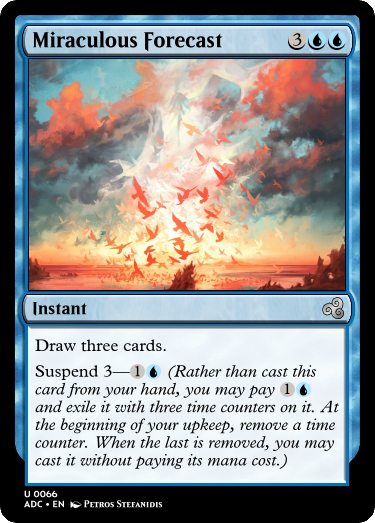 Miraculous Forecast 3
Instant
Draw three cards.
Suspend 3—1 (Rather than cast this
card from your hand, you may pay 1
and exile it with three time counters on it. At
the beginning of your upkeep, remove a time
counter. When the last is removed, you may
cast it without paying its mana cost.)
U 0066
ADC • EN Petros Stefanidis